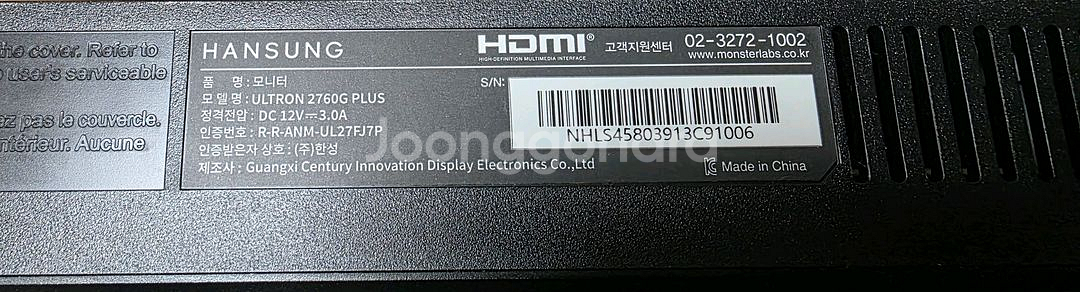 the cover. Refer to
user's serviceable
ez pas le couvercle.
ntérieur. Aucune
HANSUNG
HDMI®
HIGH-DEFINITION MULTIMEDIA INTERFACE
고객지원센터
02-3272-1002
www.monsterlabs.co.kr
품 명 : 모니터
모 델 명 : ULTRON 2760G PLUS
정격전압 : DC 12V⎓3.0A
인증번호 : R-R-ANM-UL27FJ7P
인증받은자 상호 : (주)한성
제조사 : Guangxi Century Innovation Display Electronics Co.,Ltd
S/N:
NHLS45803913C91006
Made in China
Joonggonara